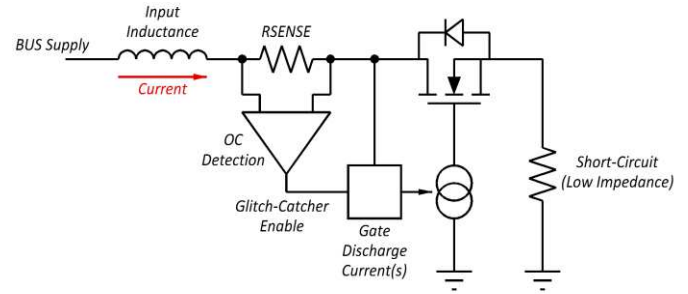 Input
Inductance
RSENSE
BUS Supply
Current
OC
Detection
Short-Circuit
(Low Impedance)
Glitch-Catcher
Enable
Gate
Discharge
Current(s)